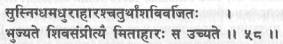 सुस्निग्धमधुराहारश्चतुर्थांशविवर्जितः ।
भुज्यते शिवसंप्रीत्यै मिताहारः स उच्यते ॥ ५८ ॥